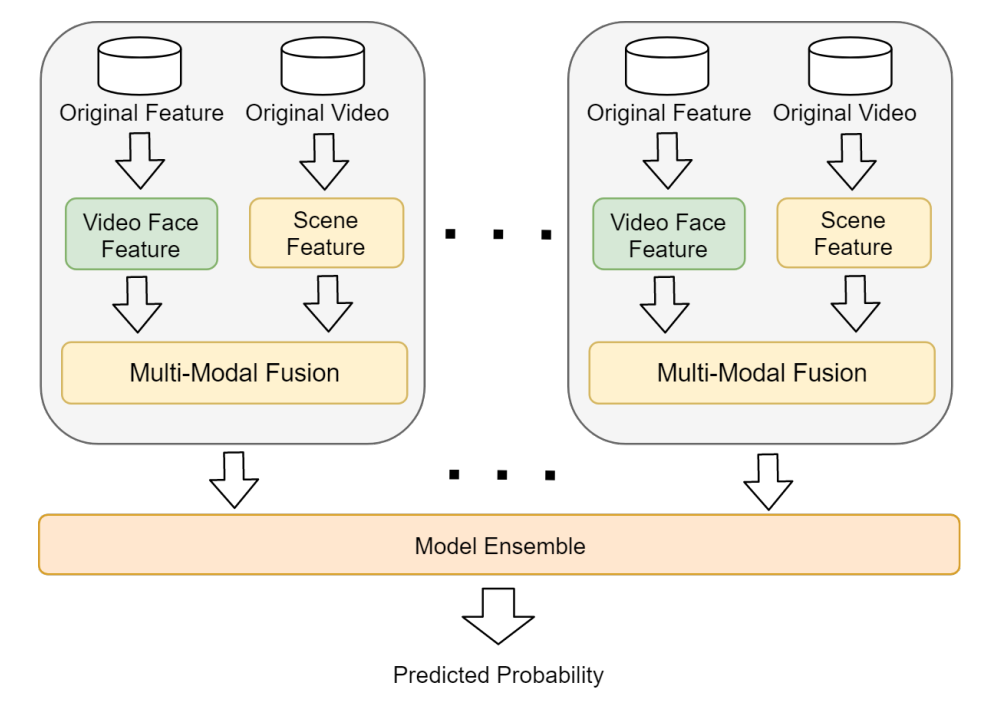 Original Feature
Original Video
Original Feature
Original Video
Video Face
Feature
Scene
Feature
Video Face
Feature
Scene
Feature
Multi-Modal Fusion
Multi-Modal Fusion
Model Ensemble
Predicted Probability